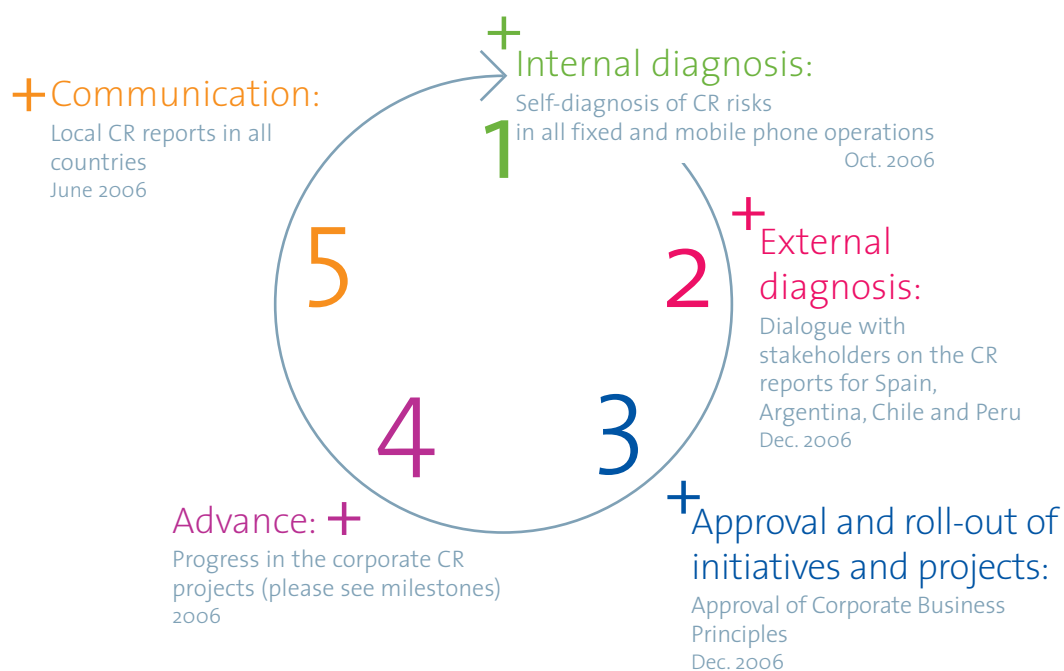 +
Internal diagnosis:
Self-diagnosis of CR risks
in all fixed and mobile phone operations
Oct. 2006
1
+
External
diagnosis:
Dialogue with
stakeholders on the CR
reports for Spain,
Argentina, Chile and Peru
Dec. 2006
2
+
Approval and roll-out of
initiatives and projects:
Approval of Corporate Business
Principles
Dec. 2006
3
Advance: +
Progress in the corporate CR
projects (please see milestones)
2006
4
+ Communication:
Local CR reports in all
countries
June 2006
5